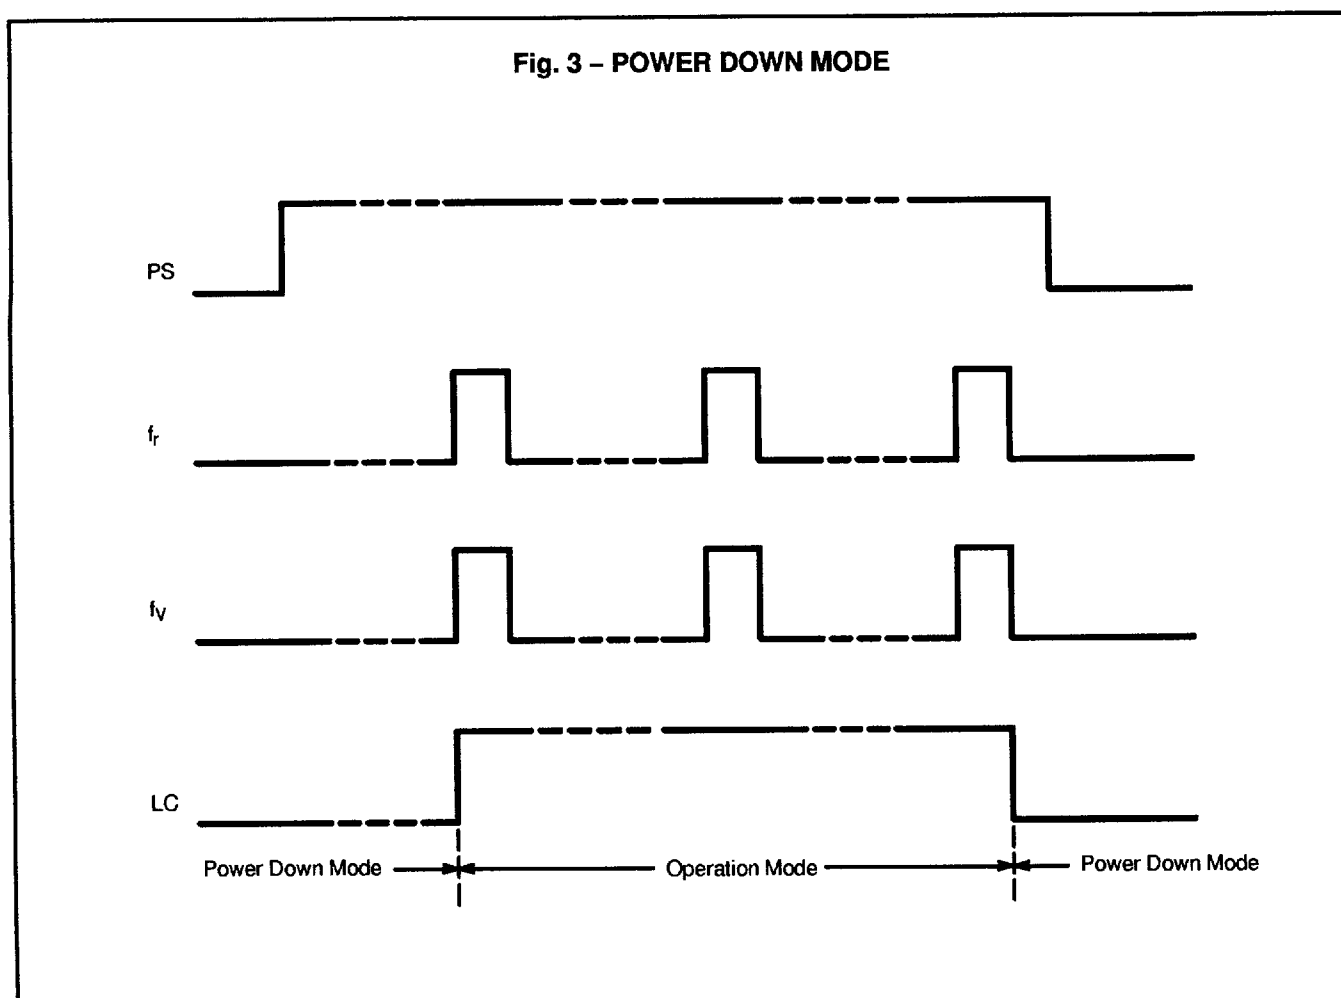 Fig. 3 – POWER DOWN MODE
PS
fr
fV
LC
Power Down Mode
Operation Mode
Power Down Mode